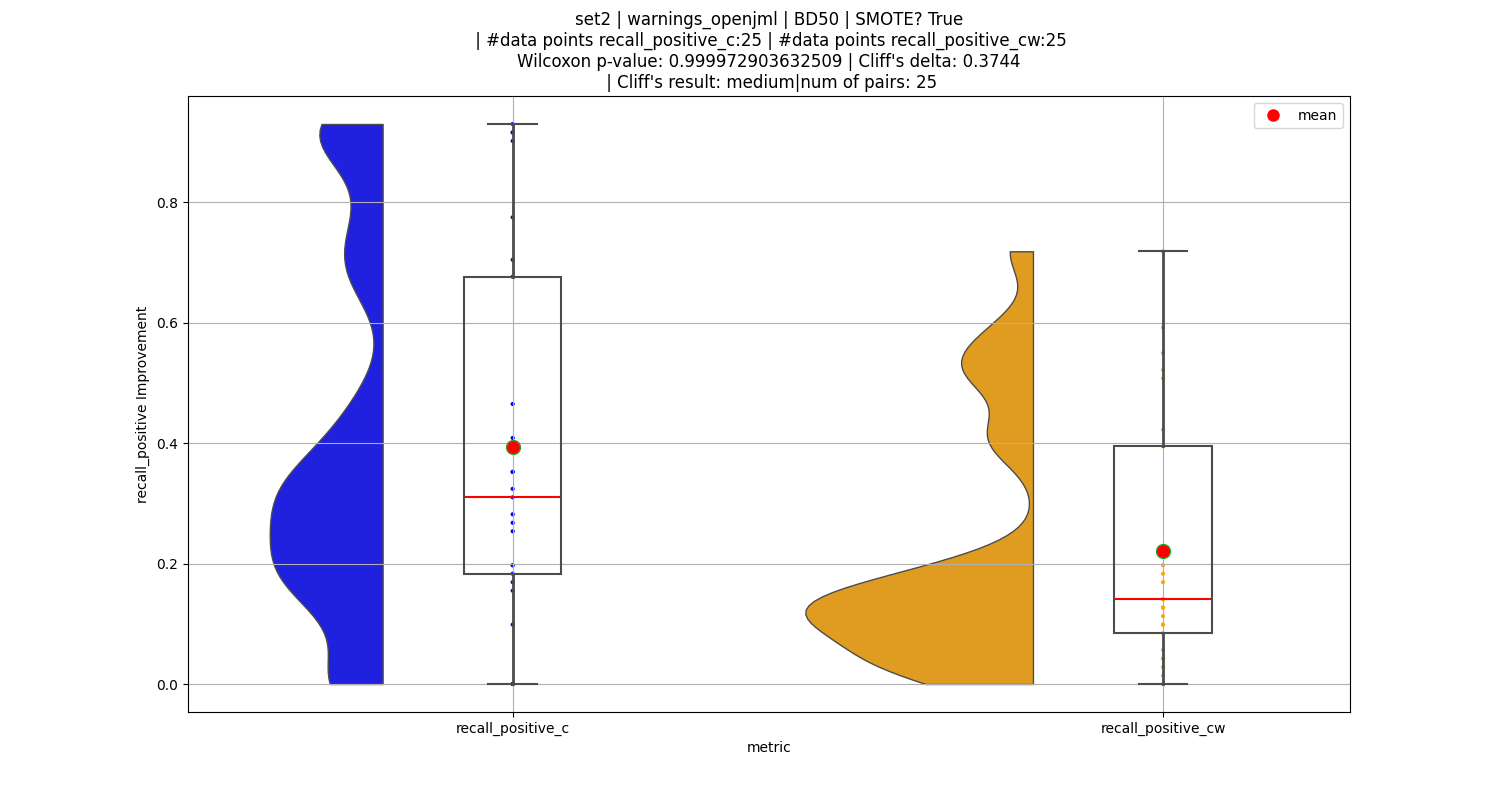 set2 | warnings_openjml | BD50 | SMOTE? True
| #data points recall_positive_c:25 | #data points recall_positive_cw:25
Wilcoxon p-value: 0.999972903632509 | Cliff's delta: 0.3744
| Cliff's result: medium|num of pairs: 25
mean
0.8
0.6
0.4
0.2
0.0
recall_positive Improvement
recall_positive_c
recall_positive_cw
metric